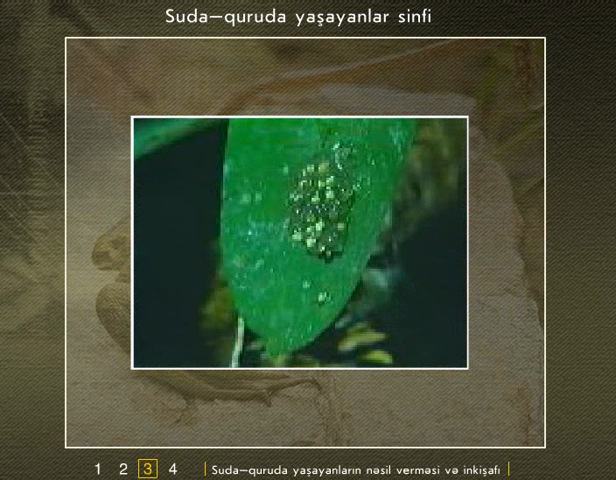 Suda–quruda yaşayanlar sinfi
1 2 3 4 | Suda–quruda yaşayanların nəsil verməsi və inkişafı |